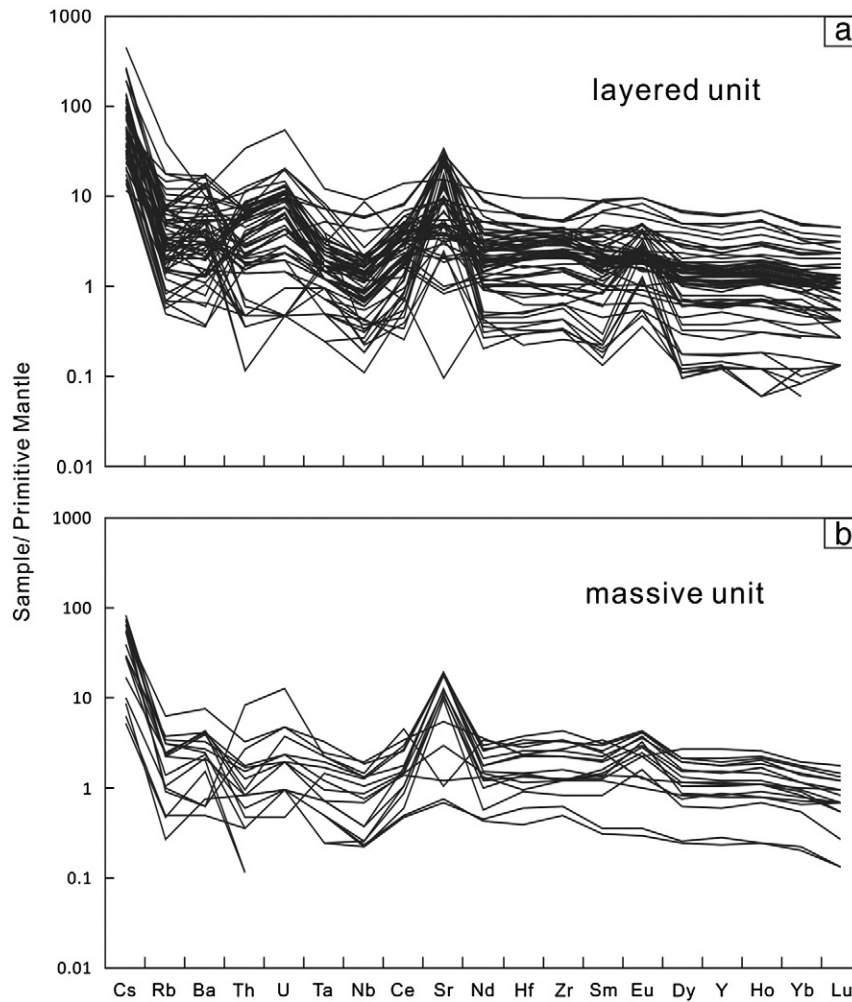 1000
a
layered unit
100
10
1
0.1
0.01
Sample/ Primitive Mantle
1000
b
massive unit
100
10
1
0.1
0.01
Cs Rb Ba Th U Ta Nb Ce Sr Nd Hf Zr Sm Eu Dy Y Ho Yb Lu